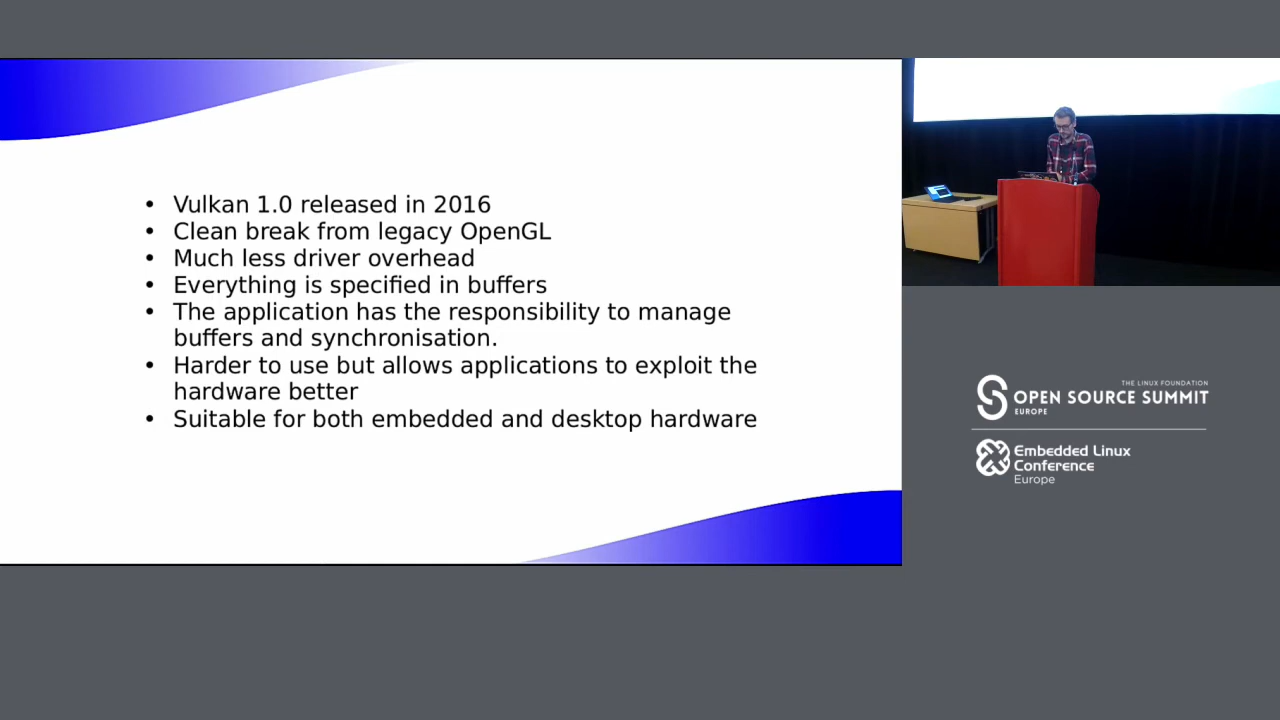 • Vulkan 1.0 released in 2016
• Clean break from legacy OpenGL
• Much less driver overhead
• Everything is specified in buffers
• The application has the responsibility to manage
buffers and synchronisation.
• Harder to use but allows applications to exploit the
hardware better
• Suitable for both embedded and desktop hardware
THE LINUX FOUNDATION
OPEN SOURCE SUMMIT
EUROPE
Embedded Linux
Conference
Europe